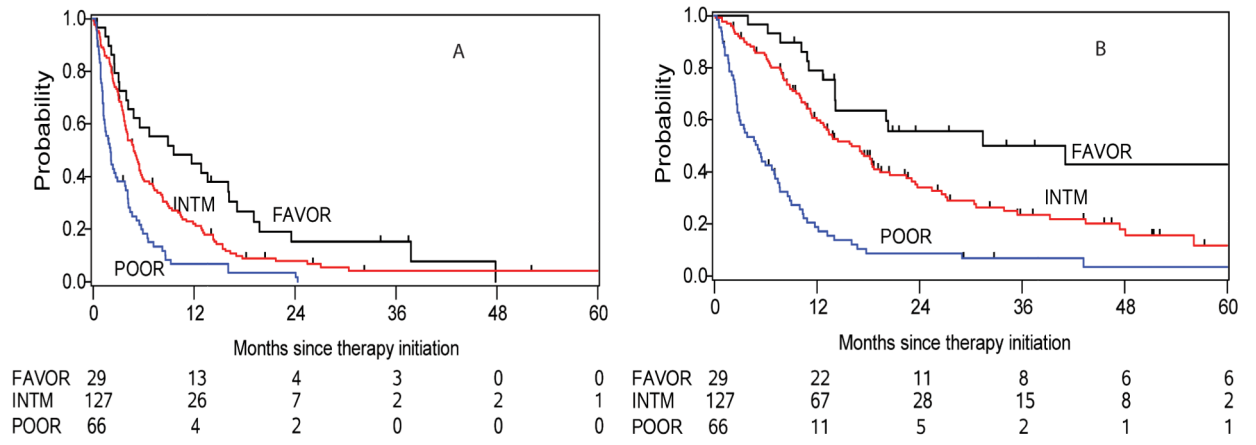 A
Probability
1.0
0.8
0.6
0.4
0.2
0.0
INTM
FAVOR
POOR
0 12 24 36 48 60
Months since therapy initiation
FAVOR 29 13 4 3 0 0
INTM 127 26 7 2 2 1
POOR 66 4 2 0 0 0
B
Probability
1.0
0.8
0.6
0.4
0.2
0.0
FAVOR
INTM
POOR
0 12 24 36 48 60
Months since therapy initiation
FAVOR 29 22 11 8 6 6
INTM 127 67 28 15 8 2
POOR 66 11 5 2 1 1